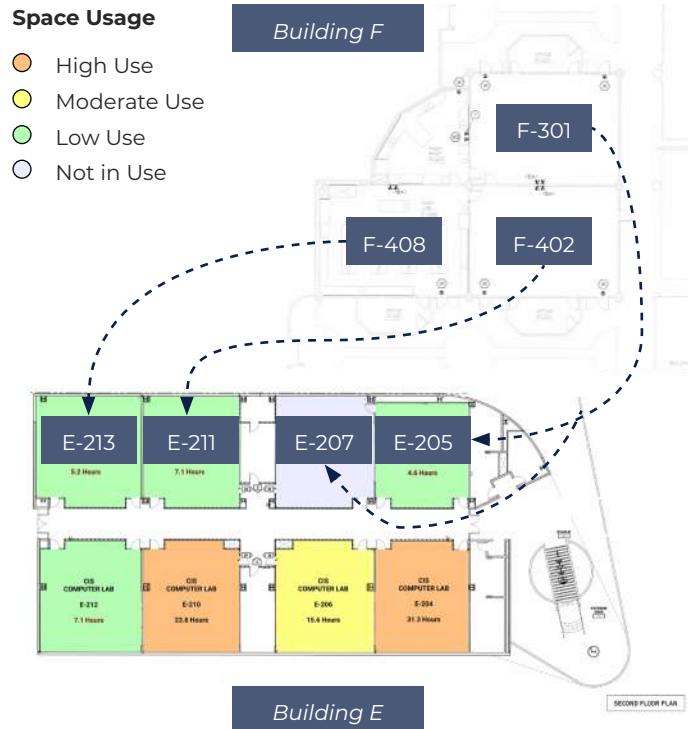 Space Usage
High Use
Moderate Use
Low Use
Not in Use
Building F
F-301
F-408
F-402
E-213
5.2 Hours
E-211
7.1 Hours
E-207
E-205
4.6 Hours
CIS
COMPUTER LAB
E-212
7.1 Hours
CIS
COMPUTER LAB
E-210
23.8 Hours
CIS
COMPUTER LAB
E-206
15.6 Hours
CIS
COMPUTER LAB
E-204
31.3 Hours
SECOND FLOOR PLAN
Building E